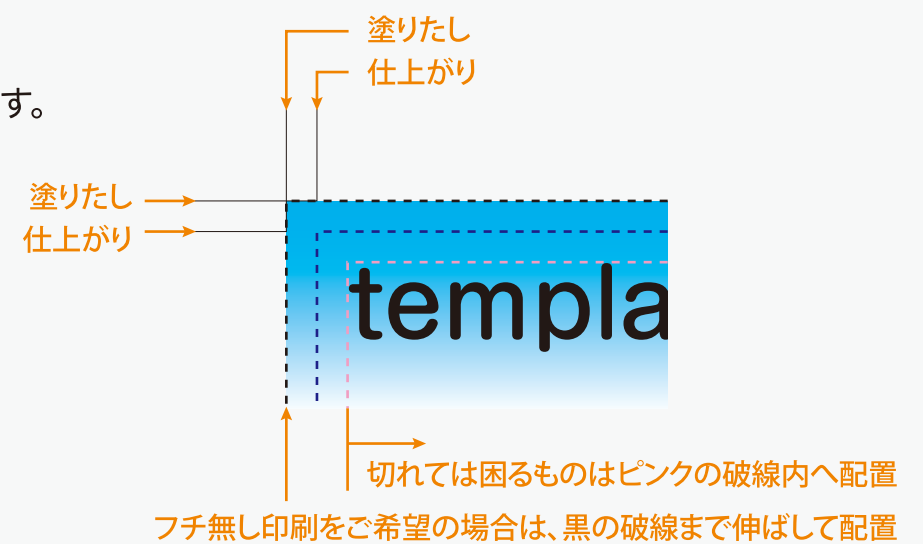 塗りたし
仕上がり
す。
塗りたし
仕上がり
templa
切れては困るものはピンクの破線内へ配置
フチ無し印刷をご希望の場合は、黒の破線まで伸ばして配置